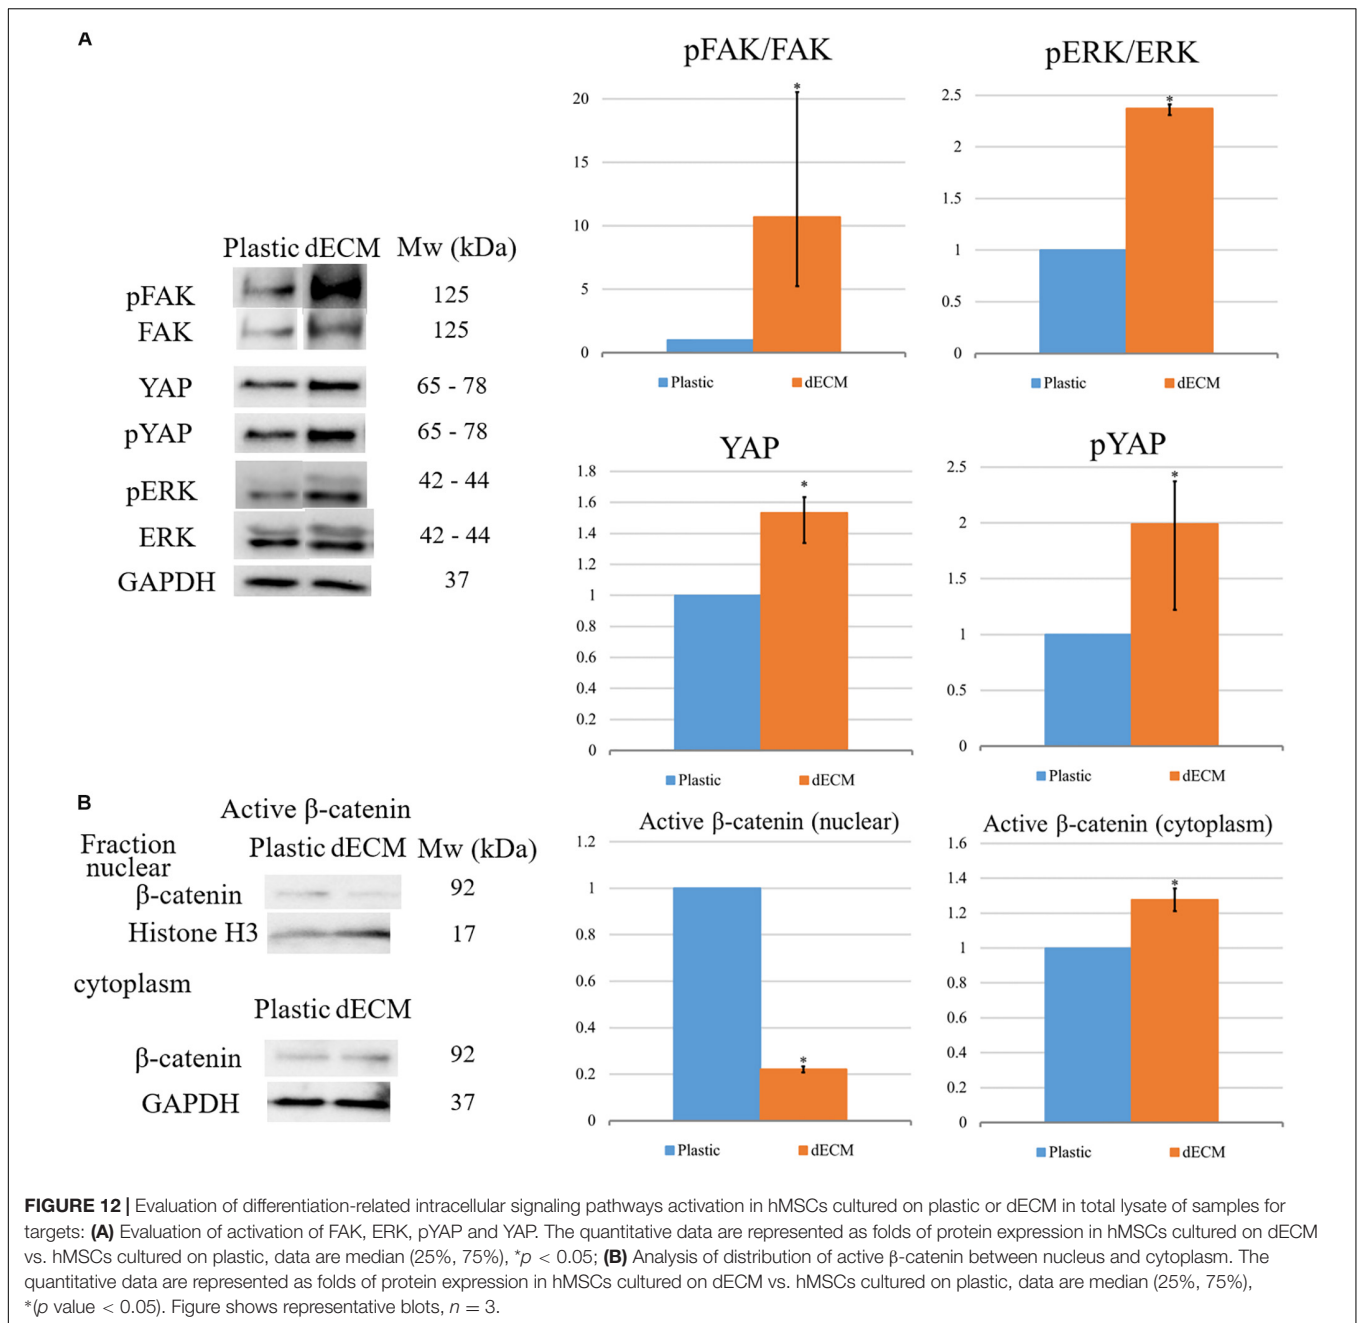 A
Plastic dECM Mw (kDa)
pFAK 125
FAK 125
YAP 65 - 78
pYAP 65 - 78
pERK 42 - 44
ERK 42 - 44
GAPDH 37
pFAK/FAK
20
15
10
5
0
*
Plastic dECM
pERK/ERK
2.5
2
1.5
1
0.5
0
*
Plastic dECM
YAP
1.8
1.6
1.4
1.2
1
0.8
0.6
0.4
0.2
0
*
Plastic dECM
pYAP
2.5
2
1.5
1
0.5
0
*
Plastic dECM
B
Active β-catenin
Fraction
nuclear
Plastic dECM Mw (kDa)
β-catenin 92
Histone H3 17
cytoplasm
Plastic dECM
β-catenin 92
GAPDH 37
Active β-catenin (nuclear)
1.2
1
0.8
0.6
0.4
0.2
0
*
Plastic dECM
Active β-catenin (cytoplasm)
1.6
1.4
1.2
1
0.8
0.6
0.4
0.2
0
*
Plastic dECM
FIGURE 12 | Evaluation of differentiation-related intracellular signaling pathways activation in hMSCs cultured on plastic or dECM in total lysate of samples for
targets: (A) Evaluation of activation of FAK, ERK, pYAP and YAP. The quantitative data are represented as folds of protein expression in hMSCs cultured on dECM
vs. hMSCs cultured on plastic, data are median (25%, 75%), *p < 0.05; (B) Analysis of distribution of active β-catenin between nucleus and cytoplasm. The
quantitative data are represented as folds of protein expression in hMSCs cultured on dECM vs. hMSCs cultured on plastic, data are median (25%, 75%),
*(p value < 0.05). Figure shows representative blots, n = 3.